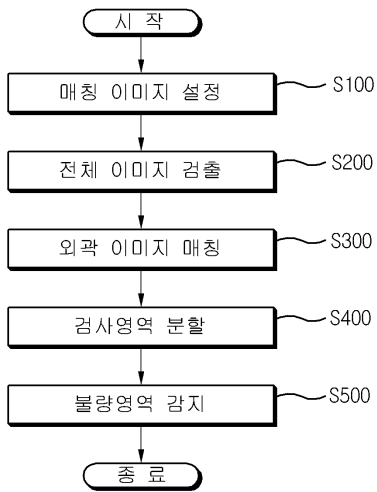 시 작
매칭 이미지 설정 S100
전체 이미지 검출 S200
외곽 이미지 매칭 S300
검사영역 분할 S400
불량영역 감지 S500
종 료